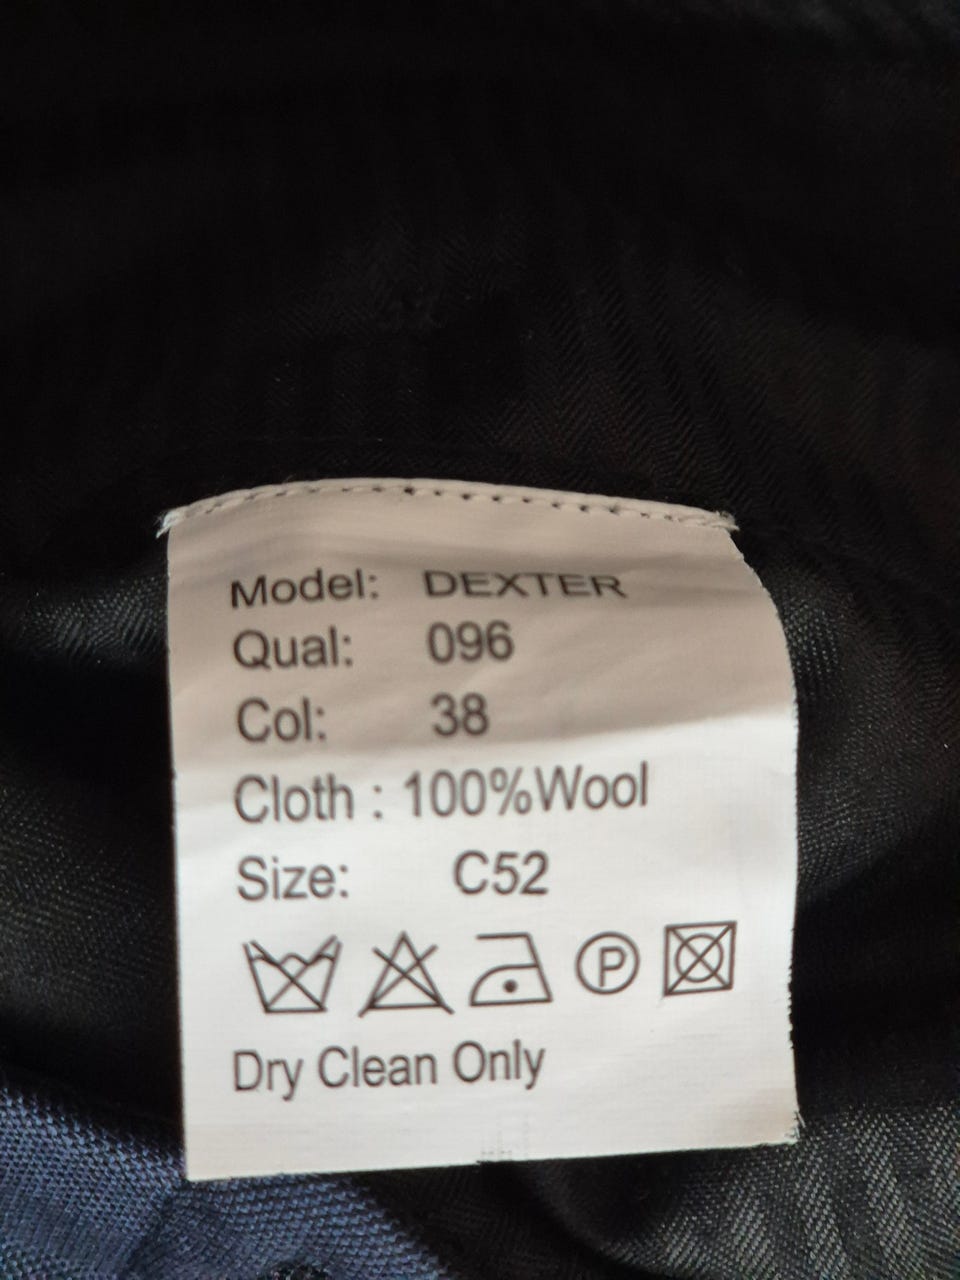 Model: DEXTER
Qual: 096
Col: 38
Cloth : 100%Wool
Size: C52
P
Dry Clean Only